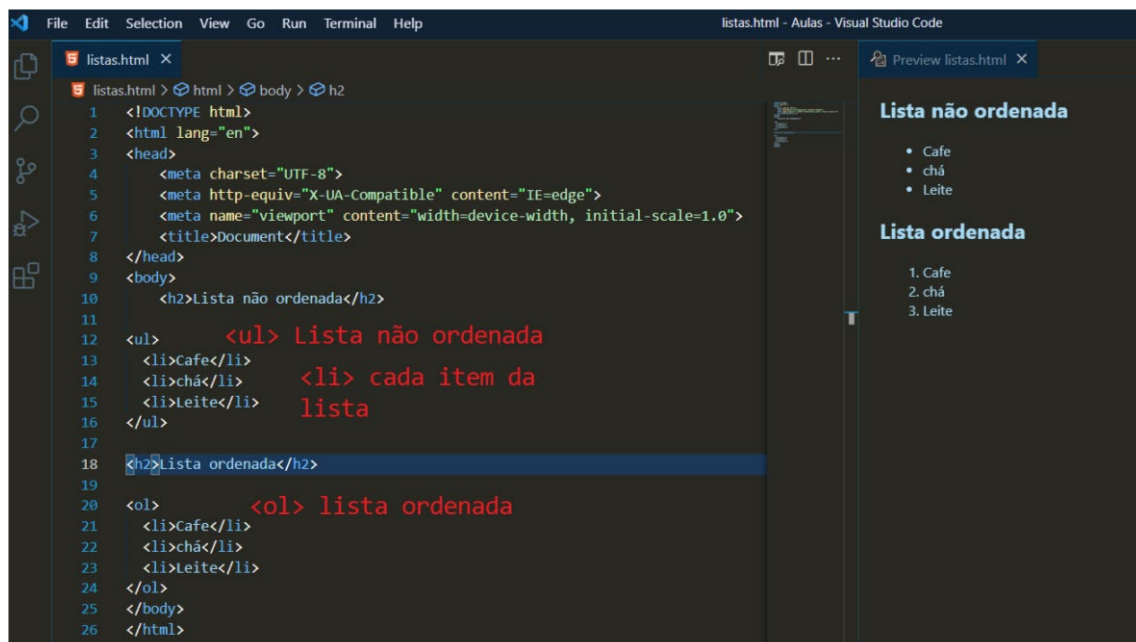 File Edit Selection View Go Run Terminal Help
listas.html - Aulas - Visual Studio Code
listas.html
listas.html > html > body > h2
1 <!DOCTYPE html>
2 <html lang="en">
3 <head>
4 <meta charset="UTF-8">
5 <meta http-equiv="X-UA-Compatible" content="IE=edge">
6 <meta name="viewport" content="width=device-width, initial-scale=1.0">
7 <title>Document</title>
8 </head>
9 <body>
10 <h2>Lista não ordenada</h2>
11
12 <ul> <ul> Lista não ordenada
13 <li>Cafe</li>
14 <li>chá</li> <li> cada item da
15 <li>Leite</li> lista
16 </ul>
17
18 <h2>Lista ordenada</h2>
19
20 <ol> <ol> lista ordenada
21 <li>Cafe</li>
22 <li>chá</li>
23 <li>Leite</li>
24 </ol>
25 </body>
26 </html>
Preview listas.html
Lista não ordenada
• Cafe
• chá
• Leite
Lista ordenada
1. Cafe
2. chá
3. Leite